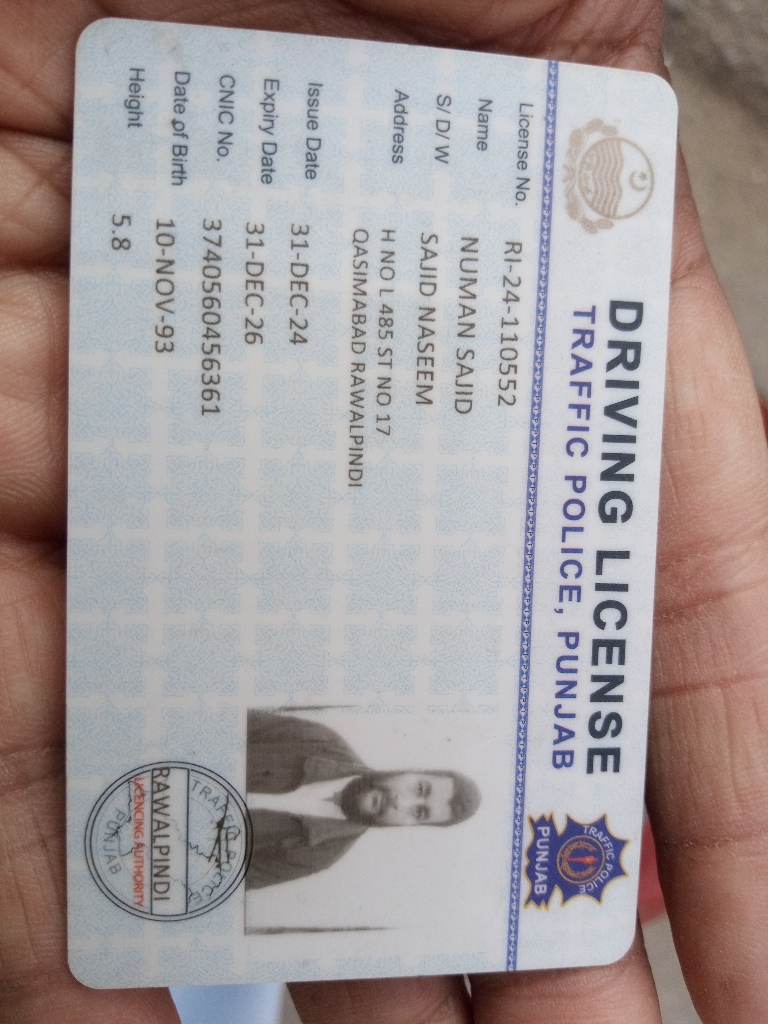 DRIVING LICENSE
TRAFFIC POLICE, PUNJAB
TRAFFIC POLICE
PUNJAB
License No. RI-24-110552
Name NUMAN SAJID
S/ D/ W SAJID NASEEM
Address H NO L 485 ST NO 17
QASIMABAD RAWALPINDI
Issue Date 31-DEC-24
Expiry Date 31-DEC-26
CNIC No. 3740560456361
Date of Birth 10-NOV-93
Height 5.8
TRAFFIC POLICE
RAWALPINDI
LICENCING AUTHORITY
PUNJAB